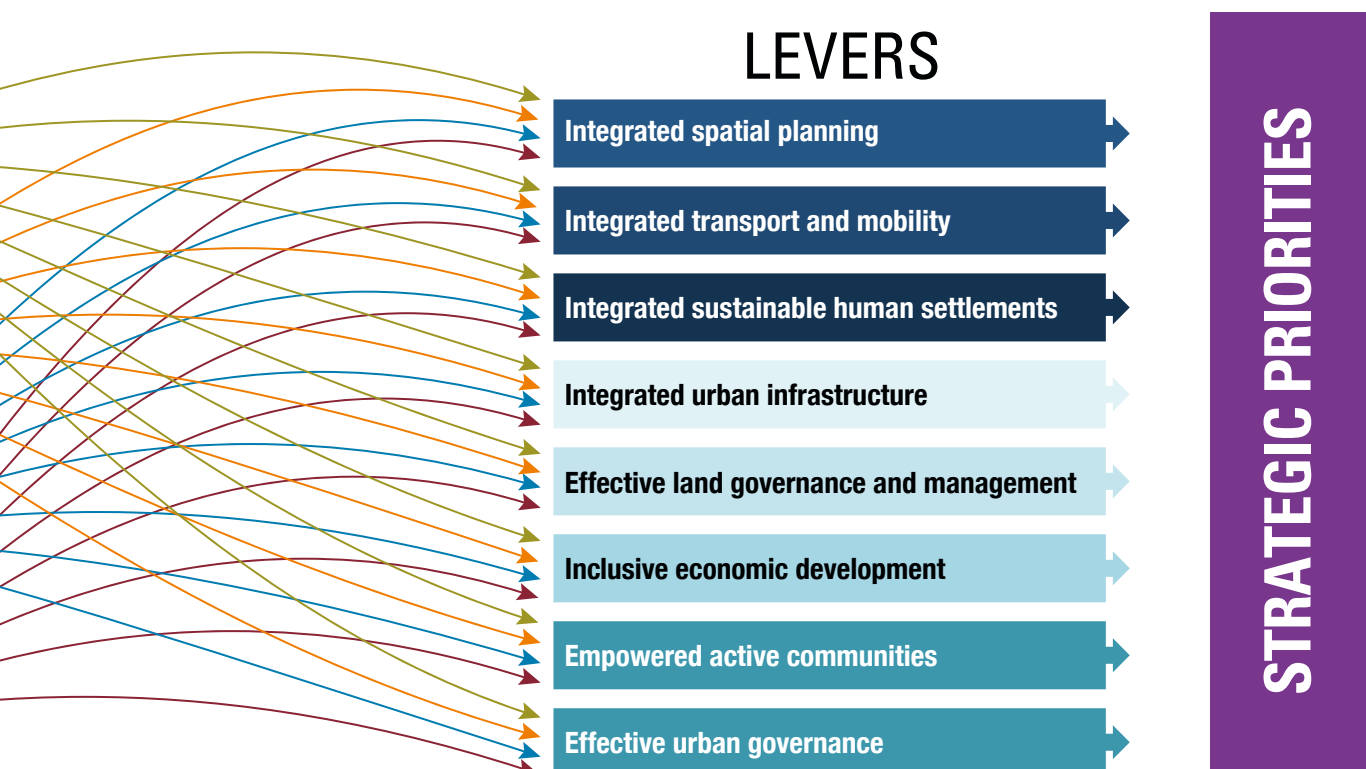 LEVERS
Integrated spatial planning
Integrated transport and mobility
Integrated sustainable human settlements
Integrated urban infrastructure
Effective land governance and management
Inclusive economic development
Empowered active communities
Effective urban governance
STRATEGIC PRIORITIES